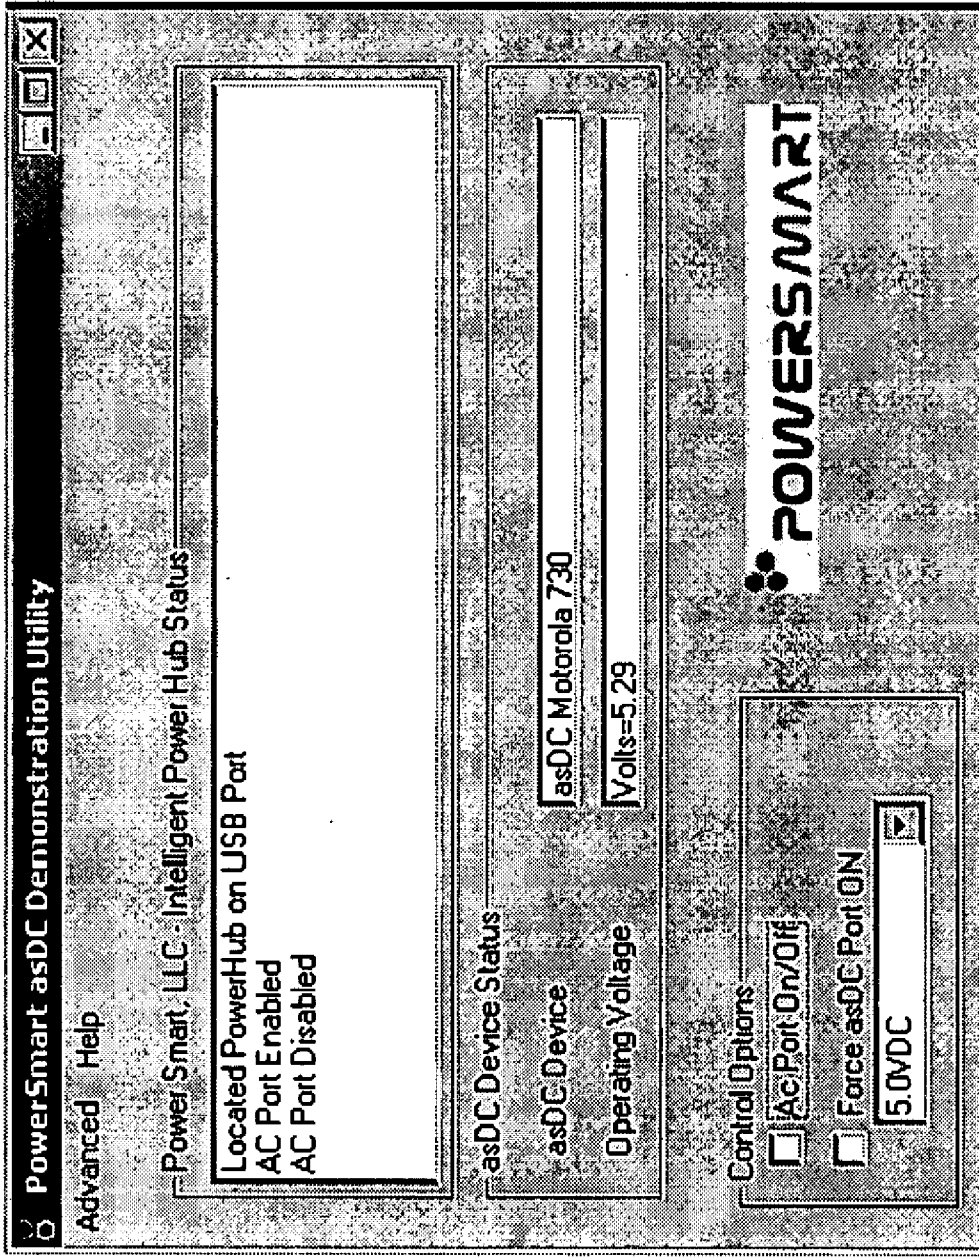 PowerSmart asDC Demonstration Utility
Advanced Help
Power Smart, LLC - Intelligent Power Hub Status
Located PowerHub on USB Port
AC Port Enabled
AC Port Disabled
asDC Device Status
asDC Device
asDC Motorola 730
Operating Voltage
Volts=5.29
Control Options
Ac Port On/Off
Force asDC Port ON
5.0VDC
POWERSMART